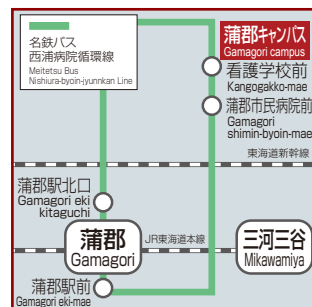 名鉄バス
西浦病院循環線
Meitetsu Bus
Nishiura-byoin-jyunnkan Line
蒲郡キャンパス
Gamagori campus
看護学校前
Kangogakko-mae
蒲郡市民病院前
Gamagori
shimin-byoin-mae
東海道新幹線
蒲郡駅北口
Gamagori eki
kitaguchi
蒲郡
Gamagori
JR東海道本線
三河三谷
Mikawamiya
蒲郡駅前
Gamagori eki-mae